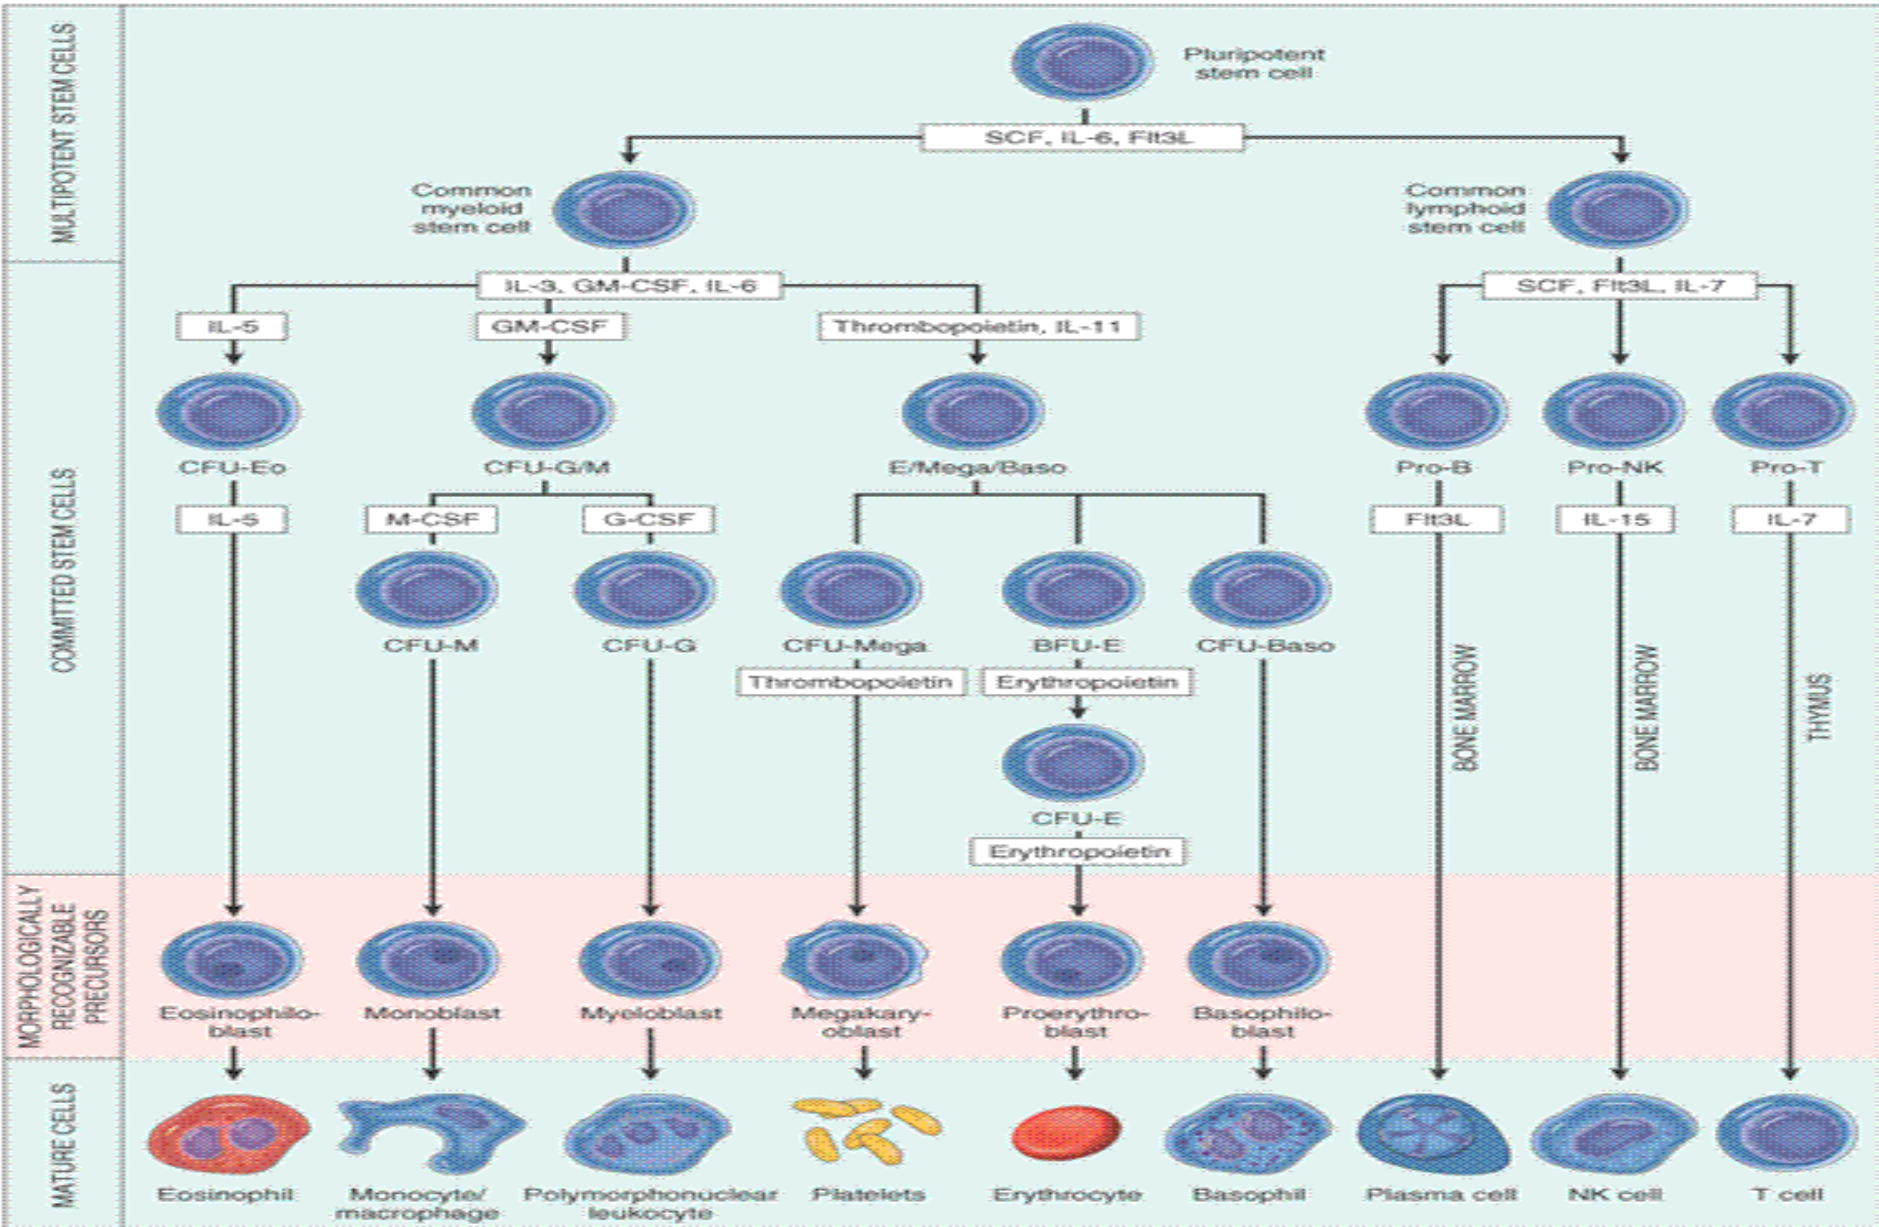 MULTIPOTENT STEM CELLS
Pluripotent
stem cell
SCF, IL-6, Flt3L
Common
myeloid
stem cell
Common
lymphoid
stem cell
COMMITTED STEM CELLS
IL-3, GM-CSF, IL-6
SCF, Flt3L, IL-7
IL-5
GM-CSF
Thrombopoietin, IL-11
CFU-Eo
CFU-G/M
E/Mega/Baso
Pro-B
Pro-NK
Pro-T
IL-5
M-CSF
G-CSF
Flt3L
IL-15
IL-7
CFU-M
CFU-G
CFU-Mega
BFU-E
CFU-Baso
Thrombopoietin
Erythropoietin
BONE MARROW
BONE MARROW
THYMUS
CFU-E
Erythropoietin
MORPHOLOGICALLY
RECOGNIZABLE
PRECURSORS
Eosinophilo-
blast
Monoblast
Myeloblast
Megakary-
oblast
Proerythro-
blast
Basophilo-
blast
MATURE CELLS
Eosinophil
Monocyte/
macrophage
Polymorphonuclear
leukocyte
Platelets
Erythrocyte
Basophil
Plasma cell
NK cell
T cell